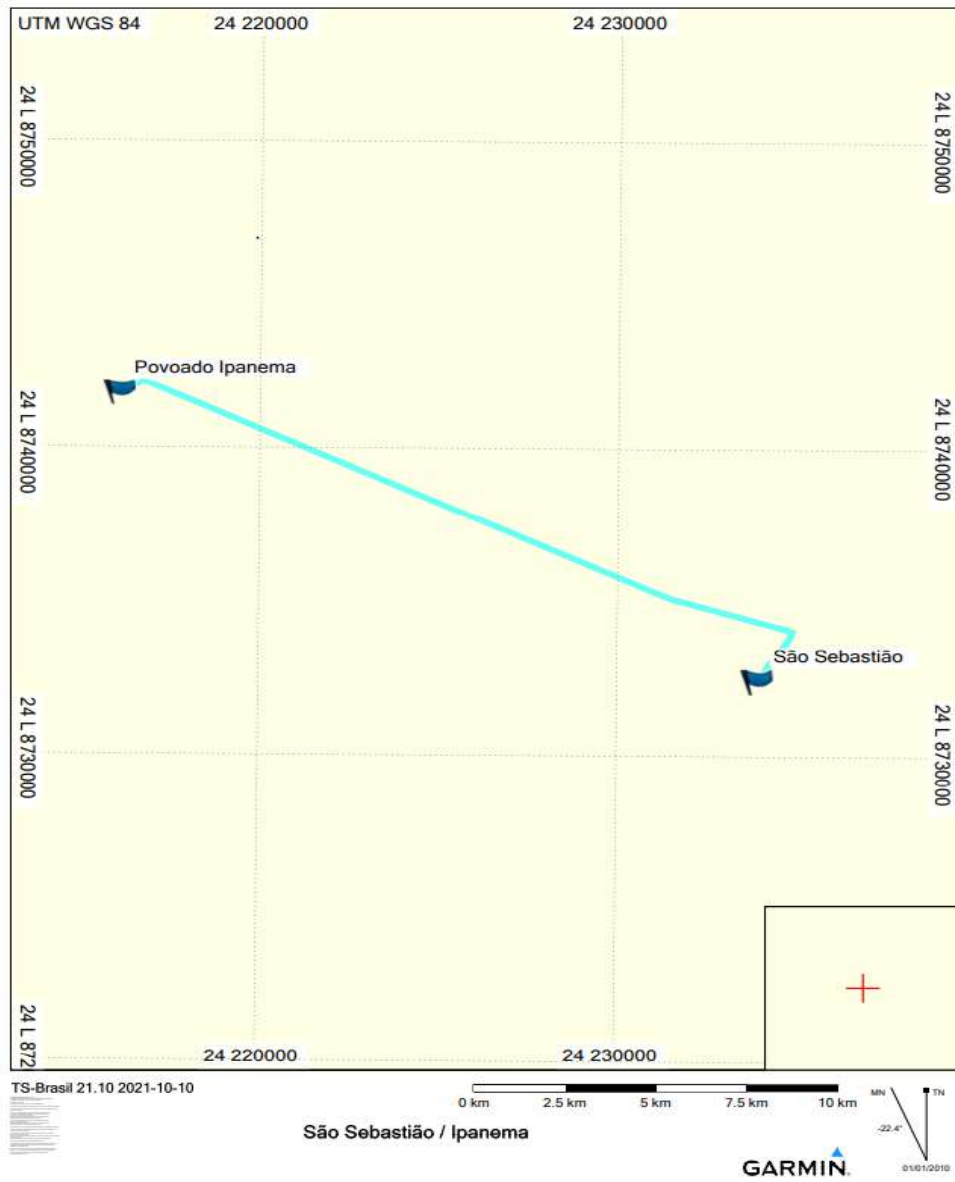 UTM WGS 84
24 220000
24 230000
24 L 8750000
24 L 8750000
Povoado Ipanema
24 L 8740000
24 L 8740000
São Sebastião
24 L 8730000
24 L 8730000
24 L 872
24 220000
24 230000
TS-Brasil 21.10 2021-10-10
0 km 2.5 km 5 km 7.5 km 10 km
MN TN
-22.4°
São Sebastião / Ipanema
GARMIN.
01/01/2010